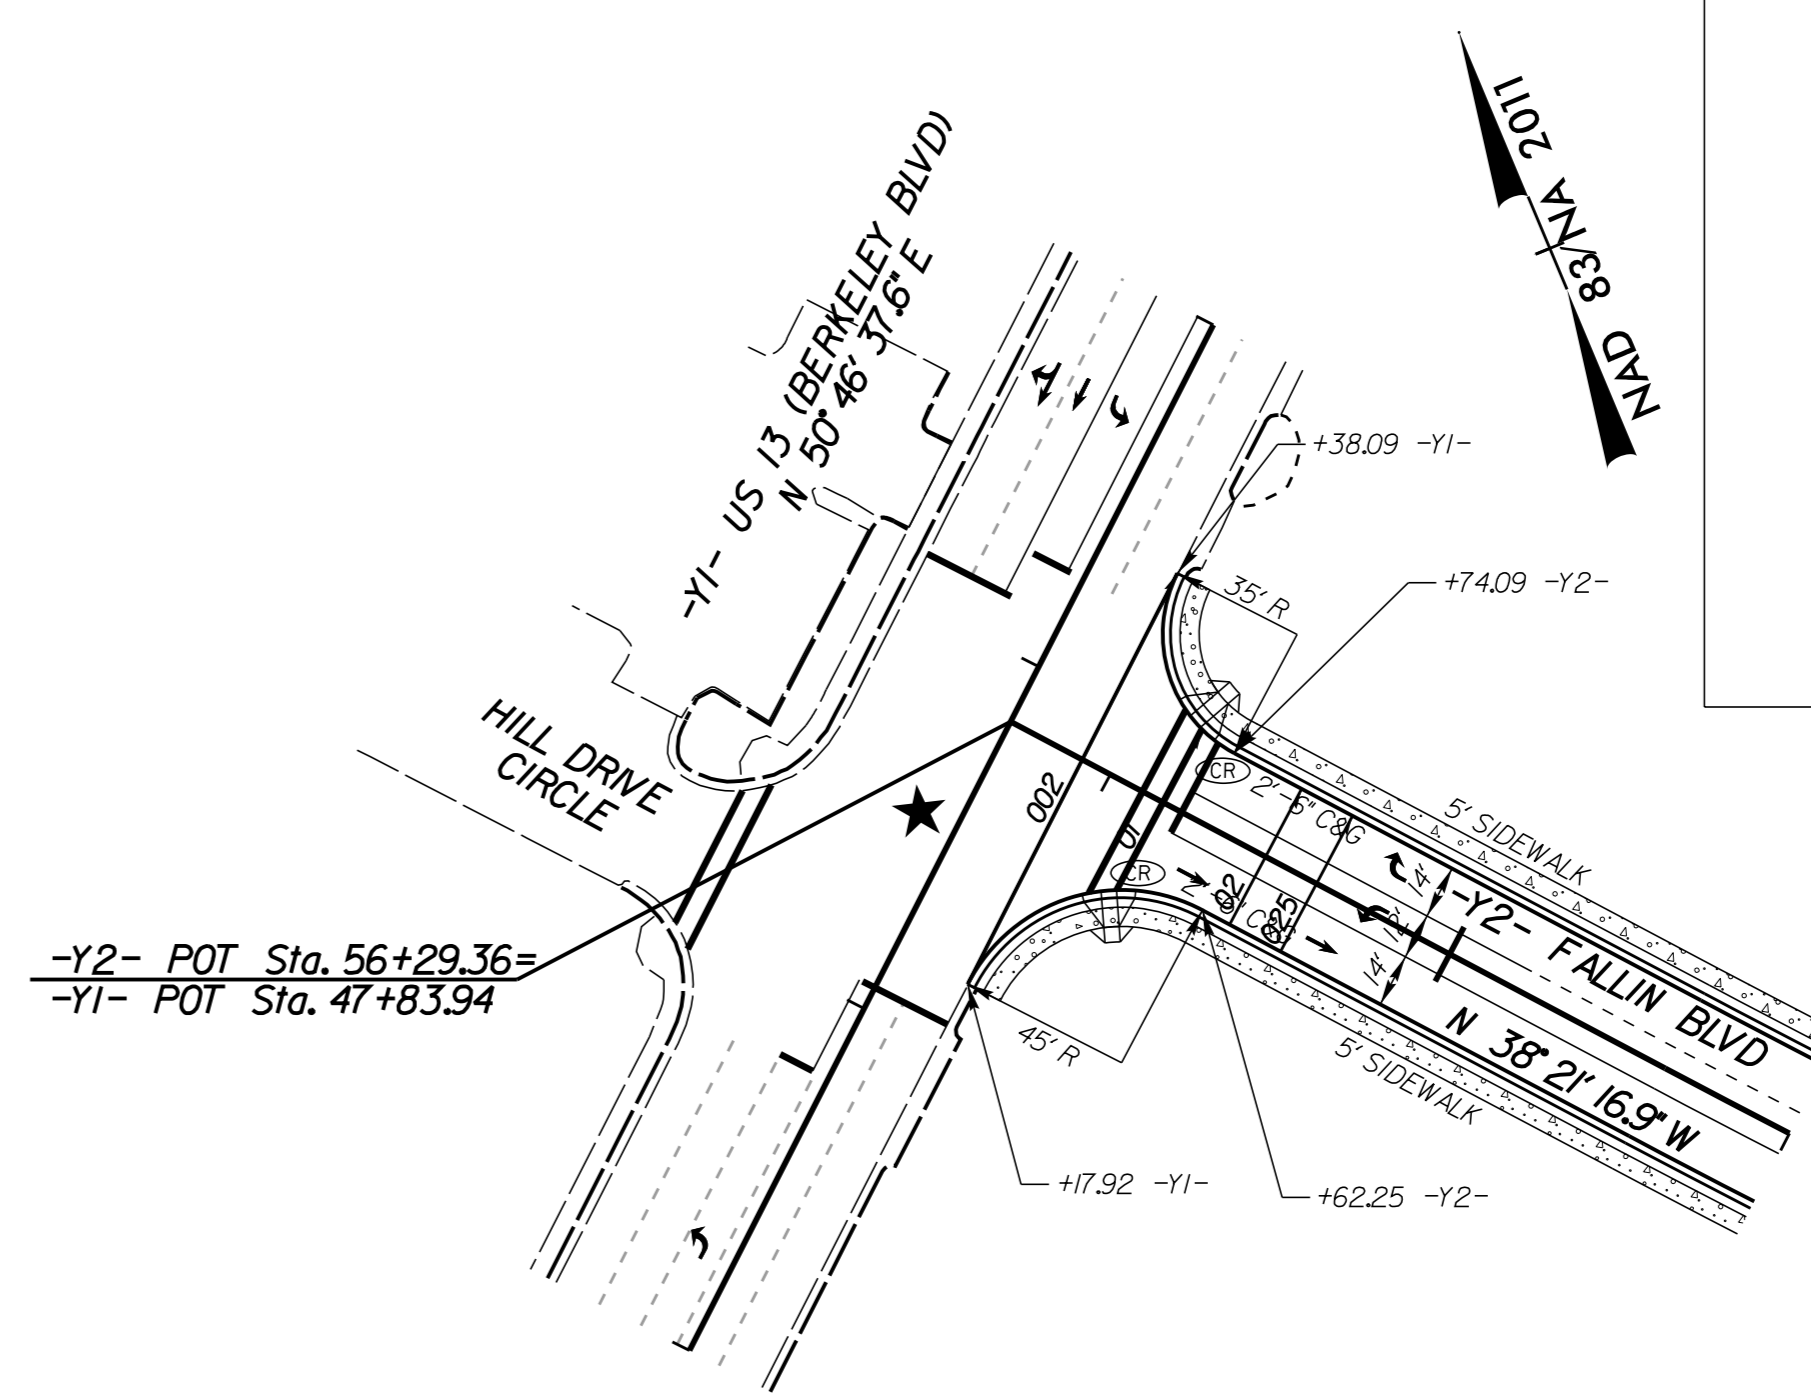 NAD 83/NA 2011
-Y1- US 13 (BERKELEY BLVD)
N 50° 46' 37.6" E
+38.09 -Y1-
35' R
+74.09 -Y2-
HILL DRIVE
CIRCLE
002
CR
2'-6" C&G
5' SIDEWALK
CR
01
02
025
14'
12'
14'
-Y2- FALLIN BLVD
N 38° 21' 16.9" W
-Y2- POT Sta. 56+29.36=
-Y1- POT Sta. 47+83.94
45' R
5' SIDEWALK
+17.92 -Y1-
+62.25 -Y2-